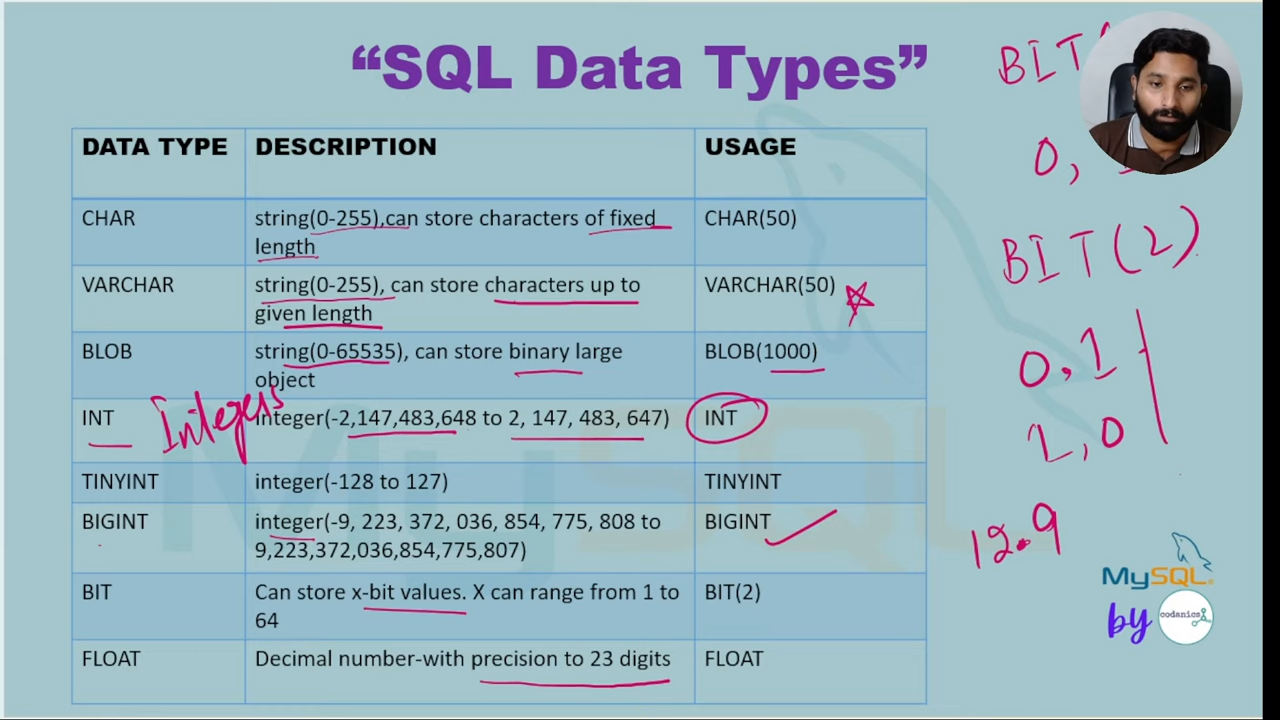 “SQL Data Types”
DATA TYPE DESCRIPTION USAGE
CHAR string(0-255),can store characters of fixed CHAR(50)
length
VARCHAR string(0-255), can store characters up to VARCHAR(50)
given length
BLOB string(0-65535), can store binary large BLOB(1000)
object
INT integer(-2,147,483,648 to 2, 147, 483, 647) INT
Integers
TINYINT integer(-128 to 127) TINYINT
BIGINT integer(-9, 223, 372, 036, 854, 775, 808 to BIGINT
9,223,372,036,854,775,807)
BIT Can store x-bit values. X can range from 1 to BIT(2)
64
FLOAT Decimal number-with precision to 23 digits FLOAT
BIT(
0,
BIT(2)
0,1
1,0
12.9
MySQL
MySQL
by codanics